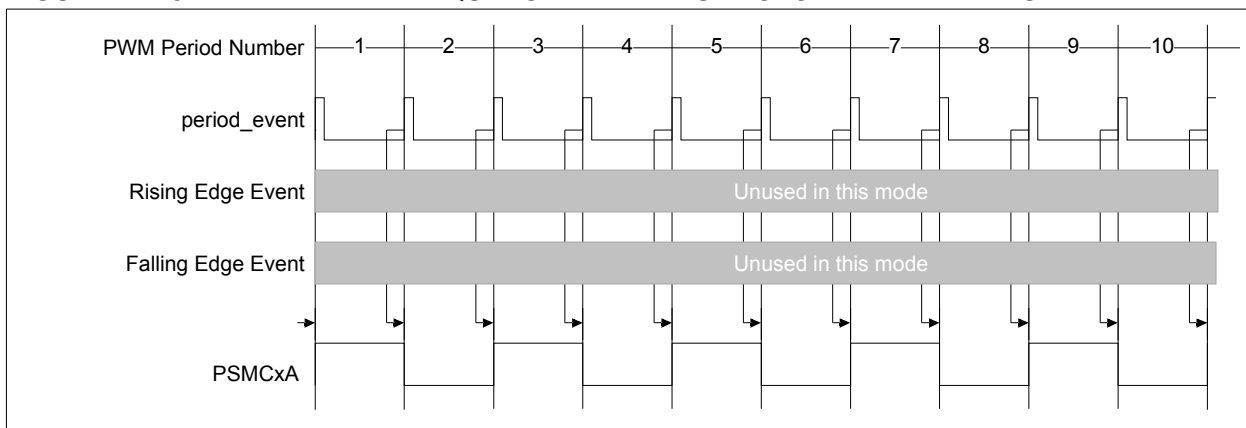 PWM Period Number 1 2 3 4 5 6 7 8 9 10
period_event
Rising Edge Event Unused in this mode
Falling Edge Event Unused in this mode
PSMCxA